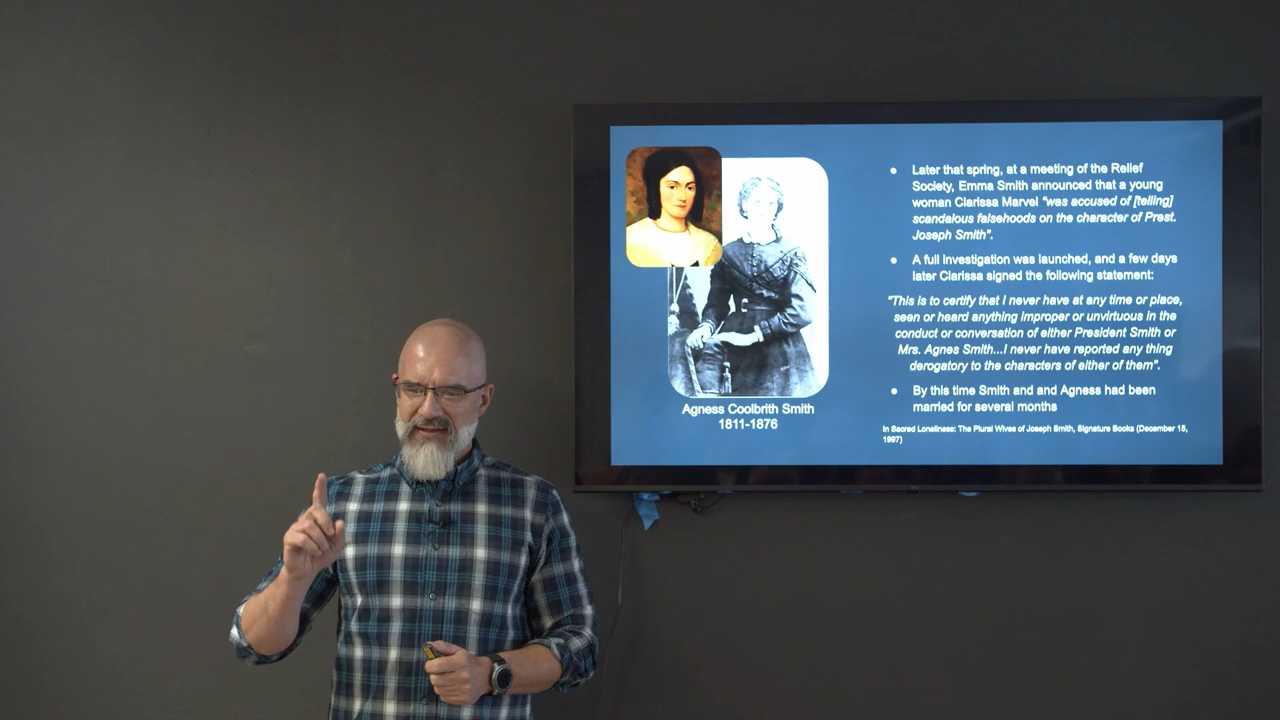 Later that spring, at a meeting of the Relief
Society, Emma Smith announced that a young
woman Clarissa Marvel "was accused of [telling]
scandalous falsehoods on the character of Prest.
Joseph Smith".
A full investigation was launched, and a few days
later Clarissa signed the following statement:
"This is to certify that I never have at any time or place,
seen or heard anything improper or unvirtuous in the
conduct or conversation of either President Smith or
Mrs. Agnes Smith...I never have reported any thing
derogatory to the characters of either of them".
By this time Smith and and Agness had been
married for several months
In Sacred Loneliness: The Plural Wives of Joseph Smith, Signature Books (December 15,
1997)
Agness Coolbrith Smith
1811-1876